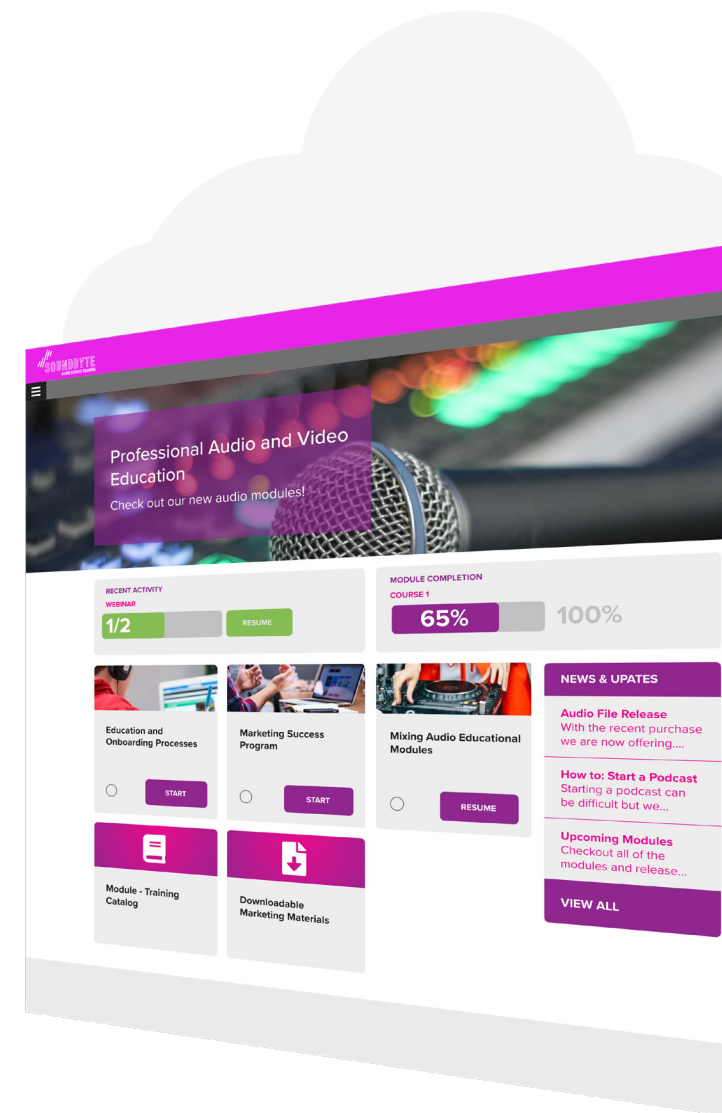 SOUNDBYTE
Professional Audio and Video
Education
Check out our new audio modules!
RECENT ACTIVITY
WEBINAR
1/2
RESUME
MODULE COMPLETION
COURSE 1
65%
100%
Education and
Onboarding Processes
START
Marketing Success
Program
START
Mixing Audio Educational
Modules
RESUME
NEWS & UPATES
Audio File Release
With the recent purchase
we are now offering....
How to: Start a Podcast
Starting a podcast can
be difficult but we...
Upcoming Modules
Checkout all of the
modules and release...
VIEW ALL
Module - Training
Catalog
Downloadable
Marketing Materials